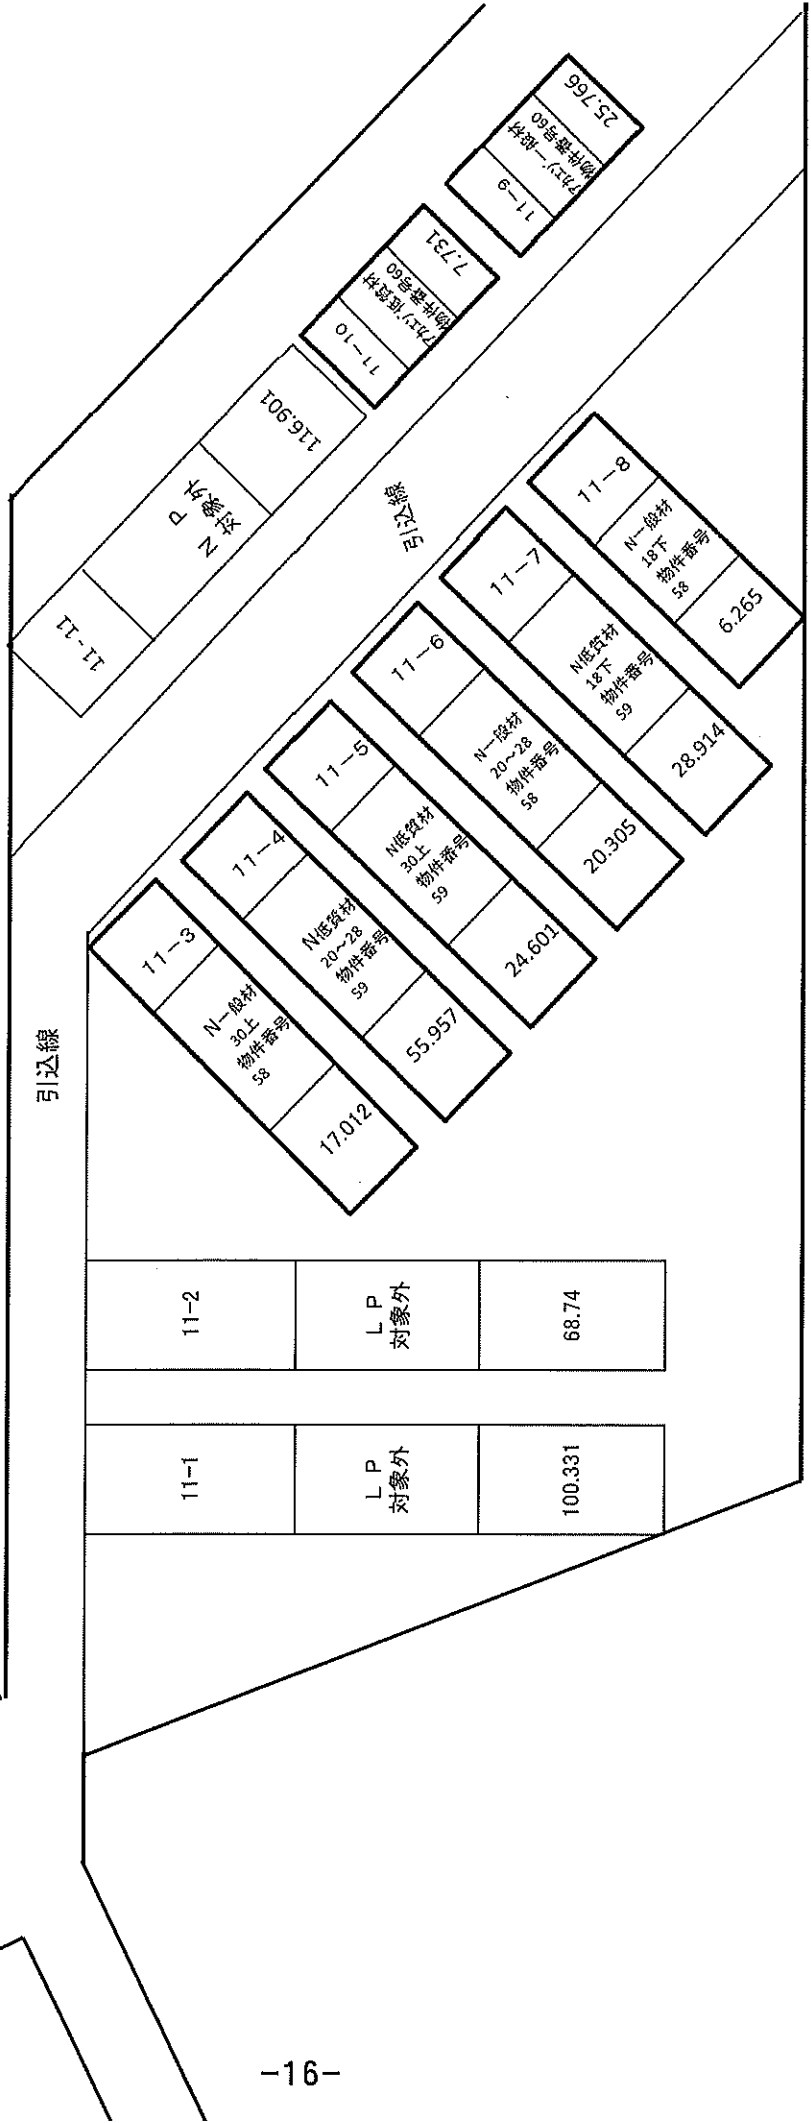 25.766
アカエゾ一般材
物件番号60
11-9
7.731
アカエゾ低質材
物件番号60
11-10
116.901
N P
対象外
11-11
引込線
11-8
N一般材
18下
物件番号
58
6.265
11-7
N低質材
18下
物件番号
59
28.914
11-6
N一般材
20～28
物件番号
58
20.305
11-5
N低質材
30上
物件番号
59
24.601
11-4
N低質材
20～28
物件番号
59
55.957
11-3
N一般材
30上
物件番号
58
17.012
引込線
11-2
L P
対象外
68.74
11-1
L P
対象外
100.331
-16-